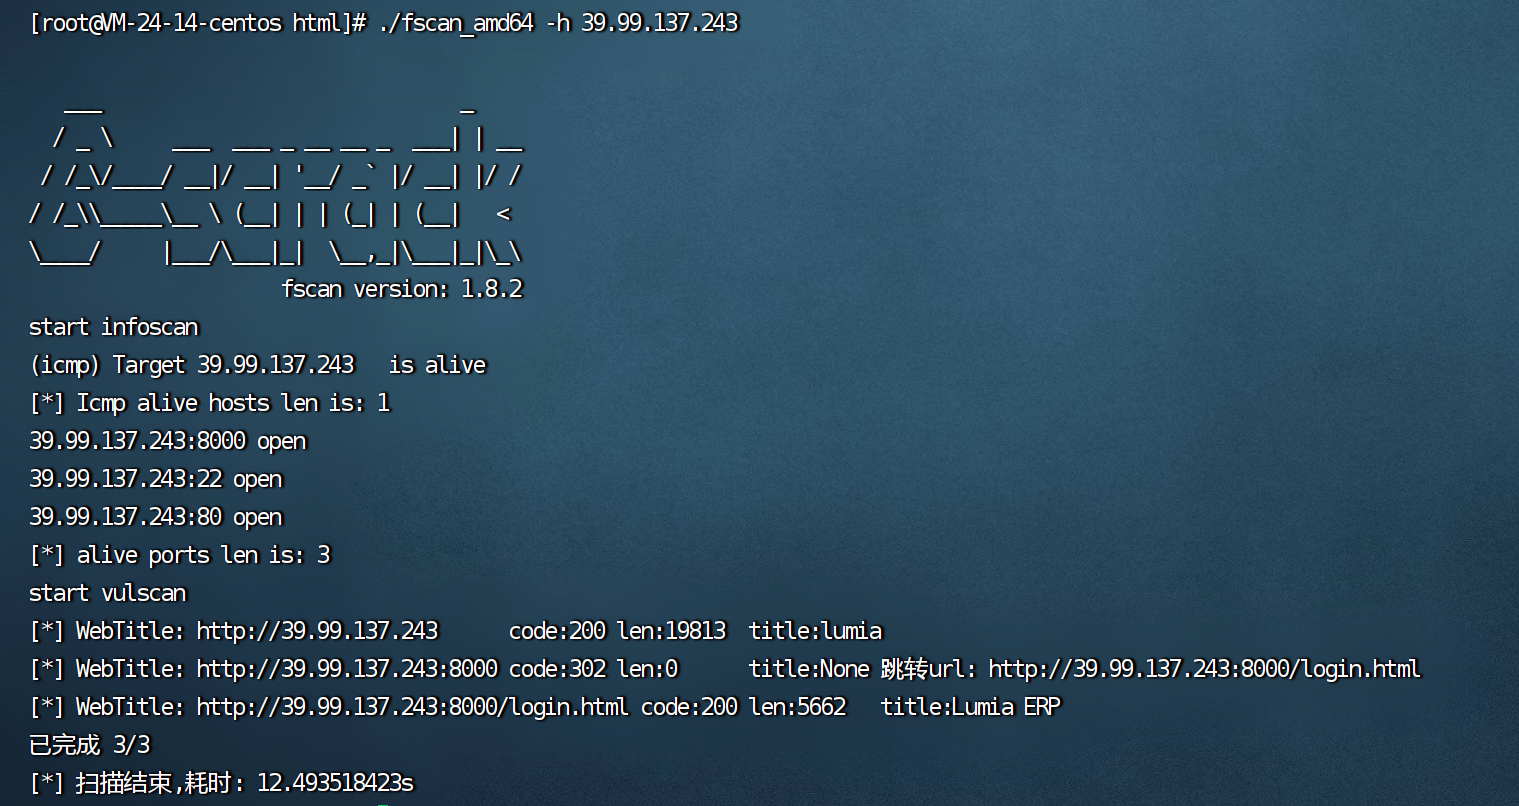 [root@VM-24-14-centos html]# ./fscan_amd64 -h 39.99.137.243
   ___                              _
  / _ \     ___  ___ _ __ __ _  ___| | __
 / /_\/____/ __|/ __| '__/ _` |/ __| |/ /
/ /_\\_____\__ \ (__| | | (_| | (__|   <
\____/     |___/\___|_|  \__,_|\___|_|\_\
                     fscan version: 1.8.2
start infoscan
(icmp) Target 39.99.137.243   is alive
[*] Icmp alive hosts len is: 1
39.99.137.243:8000 open
39.99.137.243:22 open
39.99.137.243:80 open
[*] alive ports len is: 3
start vulscan
[*] WebTitle: http://39.99.137.243      code:200 len:19813  title:lumia
[*] WebTitle: http://39.99.137.243:8000 code:302 len:0      title:None 跳转url: http://39.99.137.243:8000/login.html
[*] WebTitle: http://39.99.137.243:8000/login.html code:200 len:5662   title:Lumia ERP
已完成 3/3
[*] 扫描结束,耗时: 12.493518423s